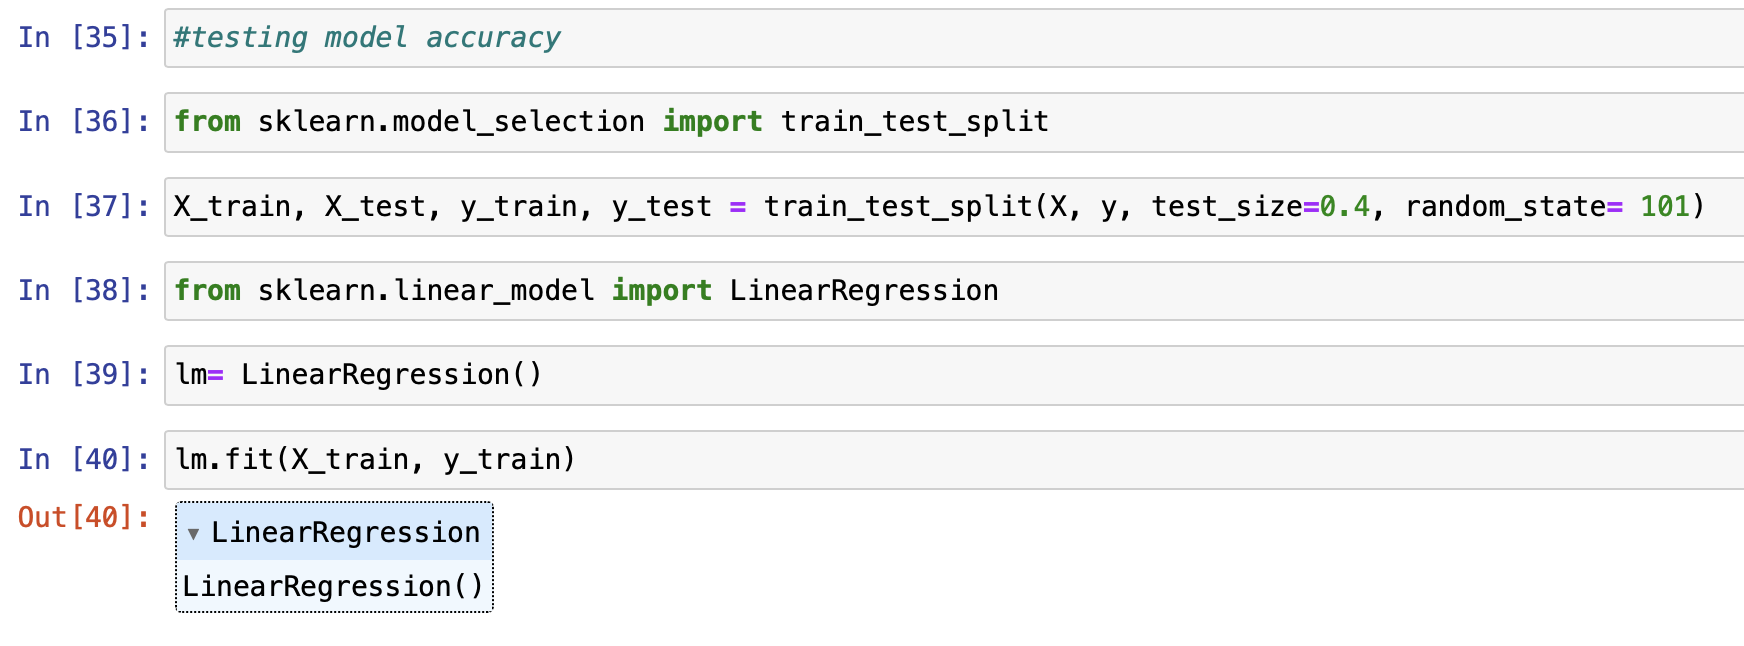 In [35]: #testing model accuracy
In [36]: from sklearn.model_selection import train_test_split
In [37]: X_train, X_test, y_train, y_test = train_test_split(X, y, test_size=0.4, random_state= 101)
In [38]: from sklearn.linear_model import LinearRegression
In [39]: lm= LinearRegression()
In [40]: lm.fit(X_train, y_train)
Out[40]: ▾ LinearRegression
LinearRegression()